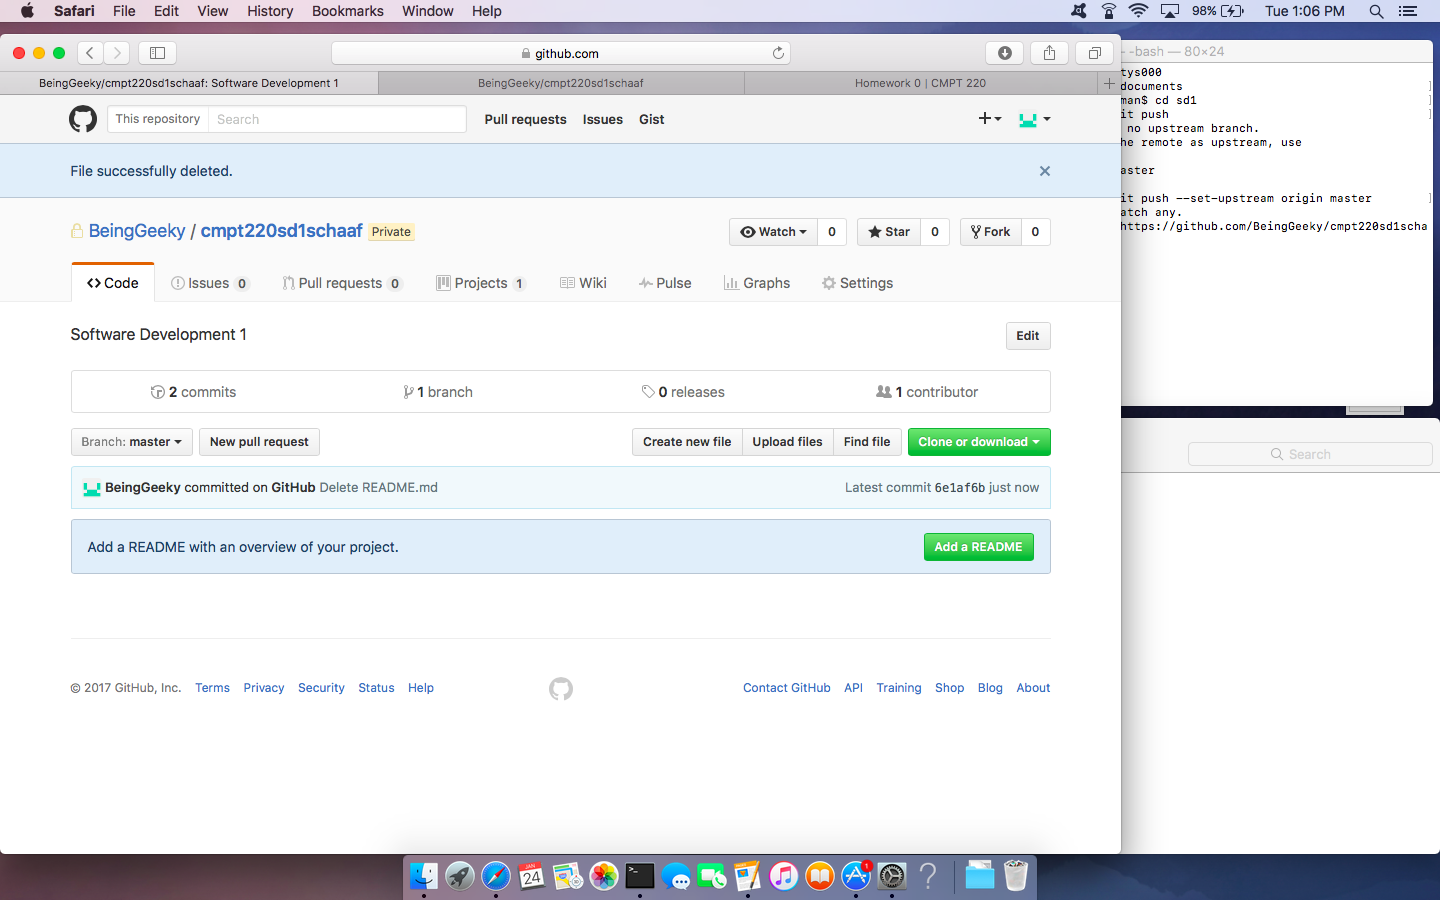 Safari File Edit View History Bookmarks Window Help 98% Tue 1:06 PM
github.com
BeingGeeky/cmpt220sd1schaaf: Software Development 1 BeingGeeky/cmpt220sd1schaaf Homework 0 | CMPT 220
This repository Search Pull requests Issues Gist
File successfully deleted.
BeingGeeky / cmpt220sd1schaaf Private Watch 0 Star 0 Fork 0
Code Issues 0 Pull requests 0 Projects 1 Wiki Pulse Graphs Settings
Software Development 1 Edit
2 commits 1 branch 0 releases 1 contributor
Branch: master New pull request Create new file Upload files Find file Clone or download
BeingGeeky committed on GitHub Delete README.md Latest commit 6e1af6b just now
Add a README with an overview of your project. Add a README
© 2017 GitHub, Inc. Terms Privacy Security Status Help Contact GitHub API Training Shop Blog About
-bash — 80×24
tys000
documents
man$ cd sd1
it push
no upstream branch.
he remote as upstream, use
aster
it push --set-upstream origin master
atch any.
https://github.com/BeingGeeky/cmpt220sd1scha
Search
JAN
24
1